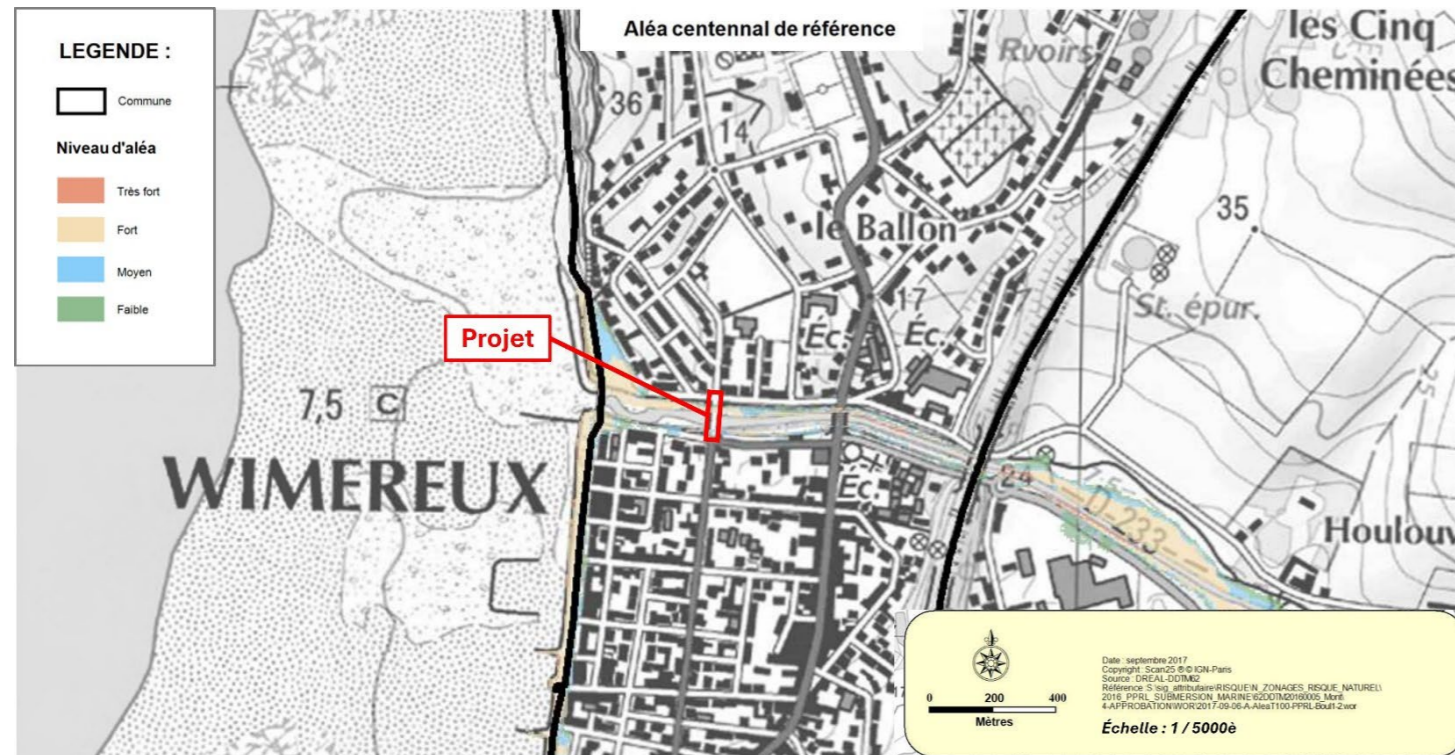 Aléa centennal de référence
LEGENDE :
Commune
Niveau d'aléa
Très fort
Fort
Moyen
Faible
les Cinq
Cheminées
Rvoirs
36
14
35
le Ballon
17
St. épur.
Éc.
Éc.
Projet
7,5 C
WIMEREUX
Éc.
24
D-233
25
Houlouv
Date : septembre 2017
Copyright : Scan25 ® © IGN-Paris
Source : DREAL-DDTM62
0 200 400
Mètres
Échelle : 1 / 5000è